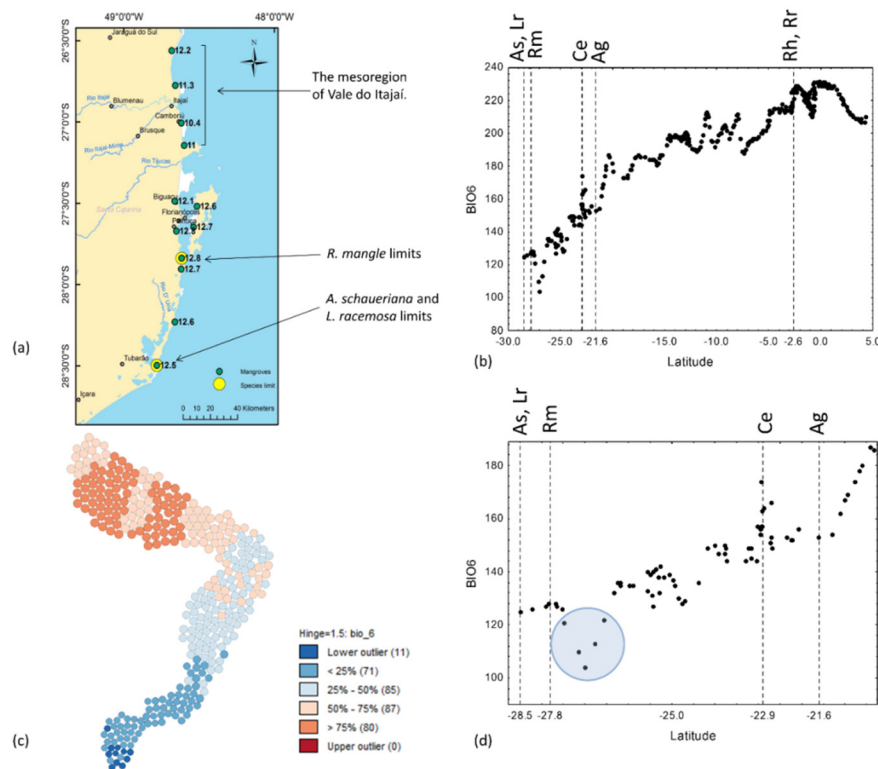 49°0'0"W
48°0'0"W
26°30'0"S
27°0'0"S
27°30'0"S
28°0'0"S
28°30'0"S
Jaraguá do Sul
N
12.2
11.3
Rio Itajaí
Blumenau
Itajaí
Camboriú
10.4
Brusque
11
Rio Tijucas
Santa Catarina
Biguaçu
12.1
12.6
Florianópolis
12.7
12.8
12.8
12.7
12.6
Tubarão
12.5
Içara
Mangroves
Species limit
0 10 20 40 Kilometers
The mesoregion
of Vale do Itajaí.
R. mangle limits
A. schaueriana and
L. racemosa limits
(a)
As, Lr
Rm
Ce
Ag
Rh, Rr
BIO6
240
220
200
180
160
140
120
100
80
-30.0
-25.0
-22.9
-21.6
-15.0
-10.0
-5.0
-2.6
0.0
5.0
Latitude
(b)
Hinge=1.5: bio_6
Lower outlier (11)
< 25% (71)
25% - 50% (85)
50% - 75% (87)
> 75% (80)
Upper outlier (0)
(c)
As, Lr
Rm
Ce
Ag
BIO6
180
160
140
120
100
-28.5
-27.8
-25.0
-22.9
-21.6
Latitude
(d)